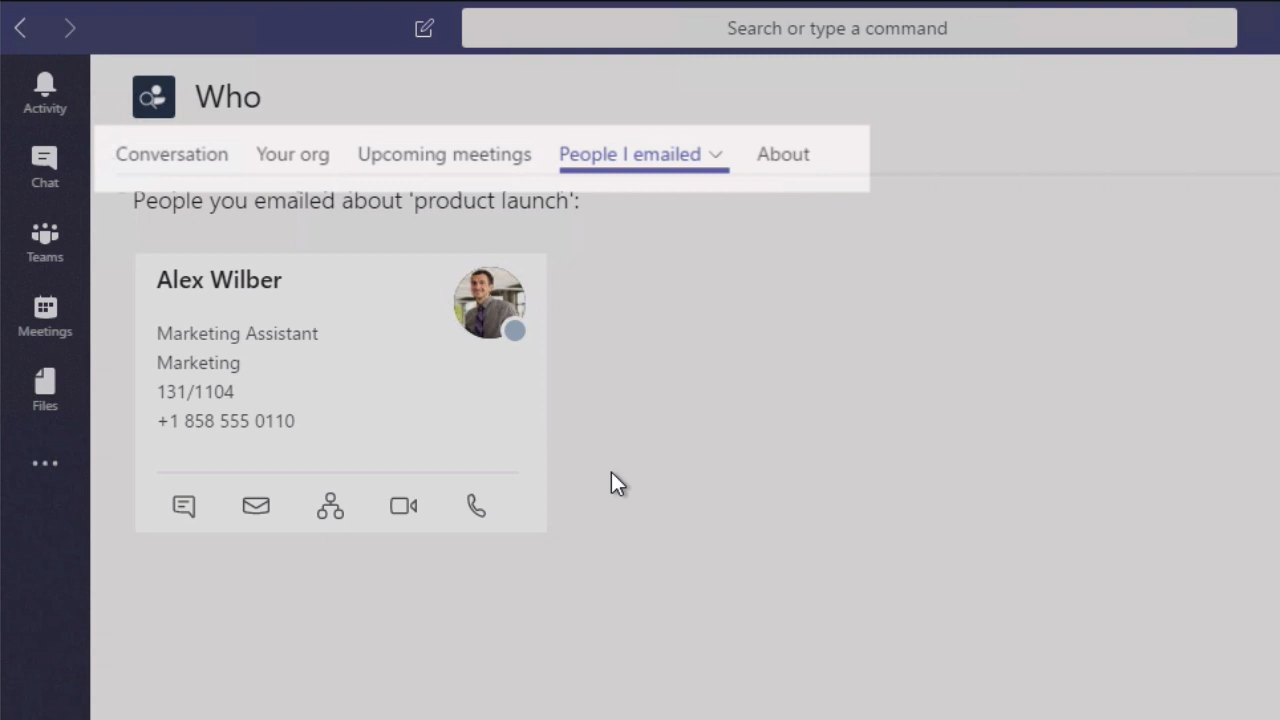 Search or type a command
Activity
Chat
Teams
Meetings
Files
Who
Conversation Your org Upcoming meetings People I emailed About
People you emailed about 'product launch':
Alex Wilber
Marketing Assistant
Marketing
131/1104
+1 858 555 0110